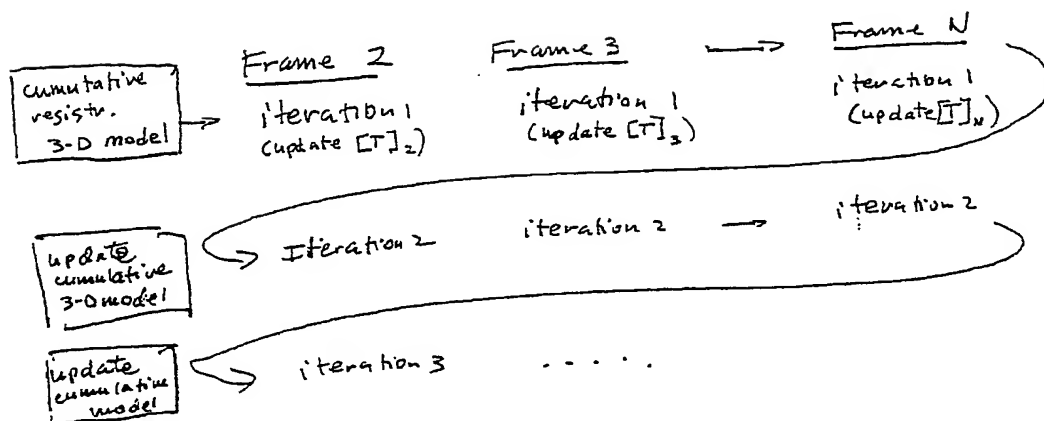 Frame 2 Frame 3 → Frame N
cumutative
registr.
3-D model
→ iteration 1 iteration 1 iteration 1
(update [T]₂) (update [T]₃) (update [T]ₙ)
update
cumulative
3-D model
Iteration 2 iteration 2 → iteration 2
update
cumulative
model
iteration 3 . . . . .